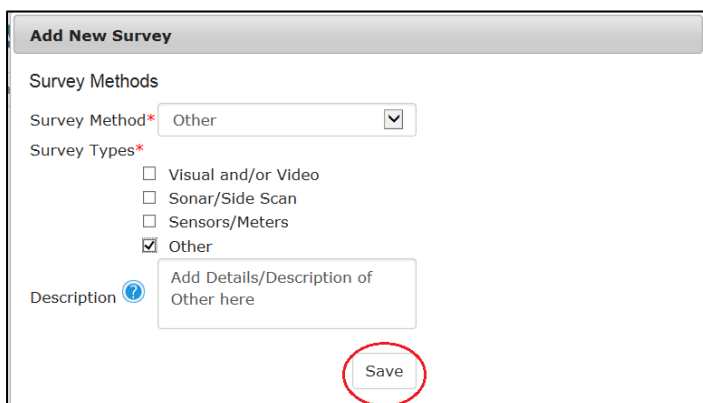 Add New Survey
Survey Methods
Survey Method* Other
Survey Types*
Visual and/or Video
Sonar/Side Scan
Sensors/Meters
Other
Add Details/Description of
Description ? Other here
Save